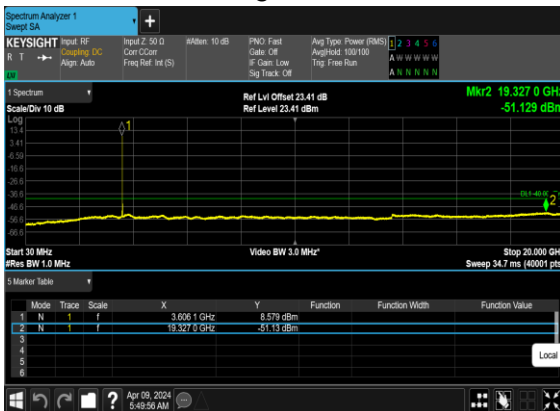 Spectrum Analyzer 1
Swept SA
KEYSIGHT Input: RF Input Z: 50 Ω #Atten: 10 dB PNO: Fast Avg Type: Power (RMS) 1 2 3 4 5 6
R T Coupling: DC Corr CCorr Gate: Off Avg|Hold: 100/100 A W W W W W
Align: Auto Freq Ref: Int (S) IF Gain: Low Trig: Free Run
Sig Track: Off A N N N N N
LV
1 Spectrum Ref Lvl Offset 23.41 dB Mkr2 19.327 0 GHz
Scale/Div 10 dB Ref Level 23.41 dBm -51.129 dBm
Log
13.4
3.41
-6.59
-16.6
-26.6
-36.6
-46.6
-56.6
-66.6
1
2
Start 30 MHz Video BW 3.0 MHz* Stop 20.000 GHz
#Res BW 1.0 MHz Sweep 34.7 ms (40001 pts
5 Marker Table
Mode Trace Scale X Y Function Function Width Function Value
1 N 1 f 3.606 1 GHz 8.579 dBm
2 N 1 f 19.327 0 GHz -51.13 dBm
3
4
5
6
Local
? Apr 09, 2024
5:49:56 AM